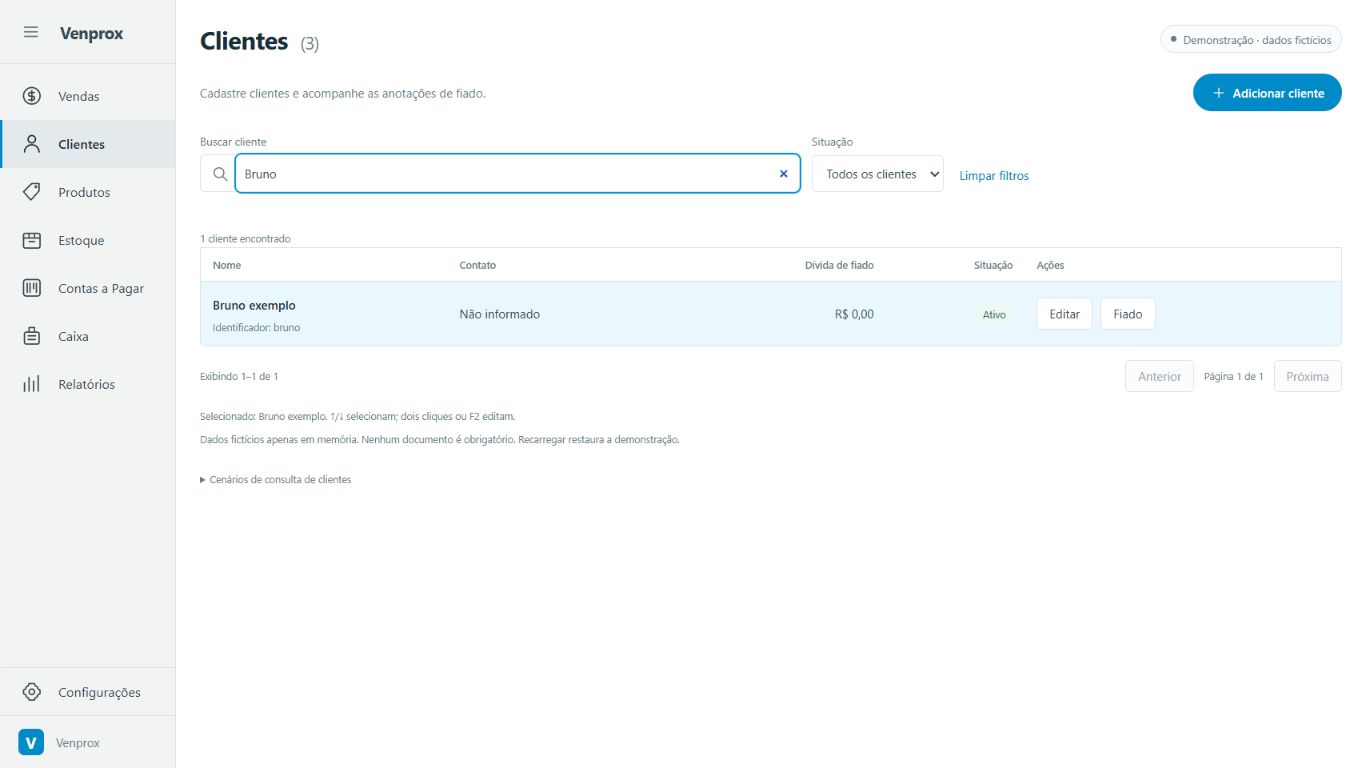 Venprox
Vendas
Clientes
Produtos
Estoque
Contas a Pagar
Caixa
Relatórios
Configurações
V Venprox
Clientes (3)
Demonstração · dados fictícios
Cadastre clientes e acompanhe as anotações de fiado.
+ Adicionar cliente
Buscar cliente
Situação
Bruno ×
Todos os clientes
Limpar filtros
1 cliente encontrado
Nome Contato Dívida de fiado Situação Ações
Bruno exemplo
Identificador: bruno
Não informado R$ 0,00 Ativo Editar Fiado
Exibindo 1–1 de 1
Anterior Página 1 de 1 Próxima
Selecionado: Bruno exemplo. ↑/↓ selecionam; dois cliques ou F2 editam.
Dados fictícios apenas em memória. Nenhum documento é obrigatório. Recarregar restaura a demonstração.
▶ Cenários de consulta de clientes